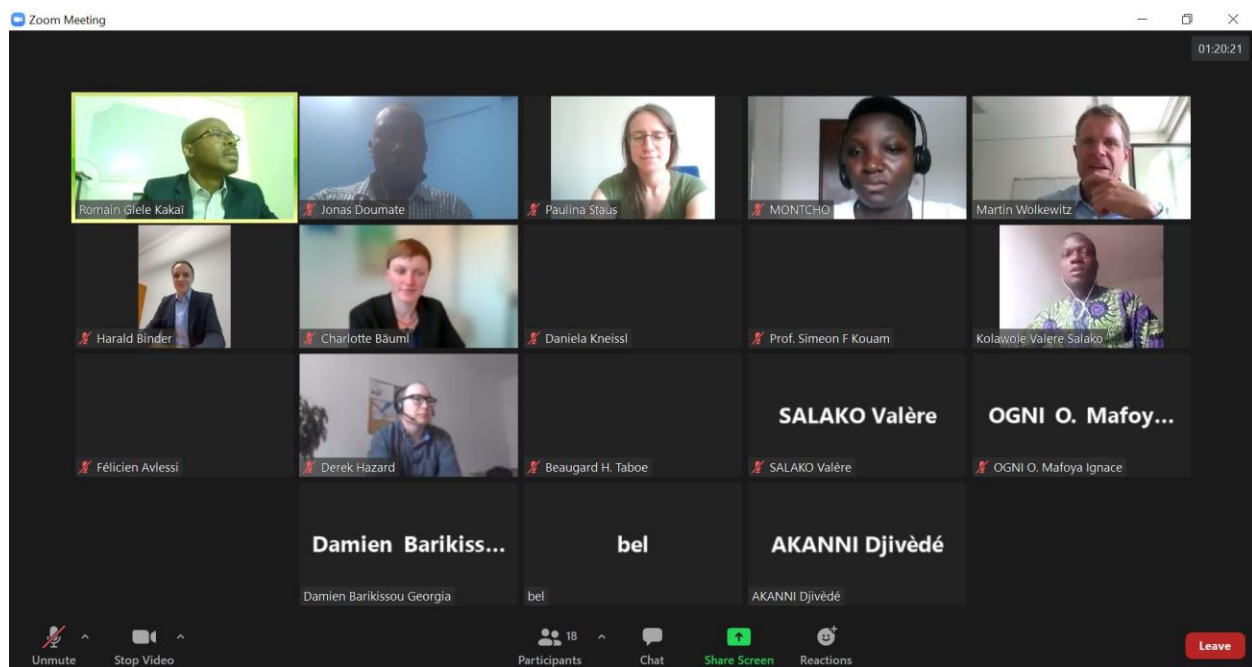 Zoom Meeting
01:20:21
Romain Glele Kakaï
Jonas Doumate
Paulina Staus
MONTCHO
Martin Wolkewitz
Harald Binder
Charlotte Bäuml
Daniela Kneissl
Prof. Simeon F Kouam
Kolawole Valere Salako
SALAKO Valère
OGNI O. Mafoy...
Félicien Avlessi
Derek Hazard
Beaugard H. Taboe
SALAKO Valère
OGNI O. Mafoya Ignace
Damien Barikiss...
bel
AKANNI Djivèdé
Damien Barikissou Georgia
bel
AKANNI Djivèdé
18
Unmute
Stop Video
Participants
Chat
Share Screen
Reactions
Leave